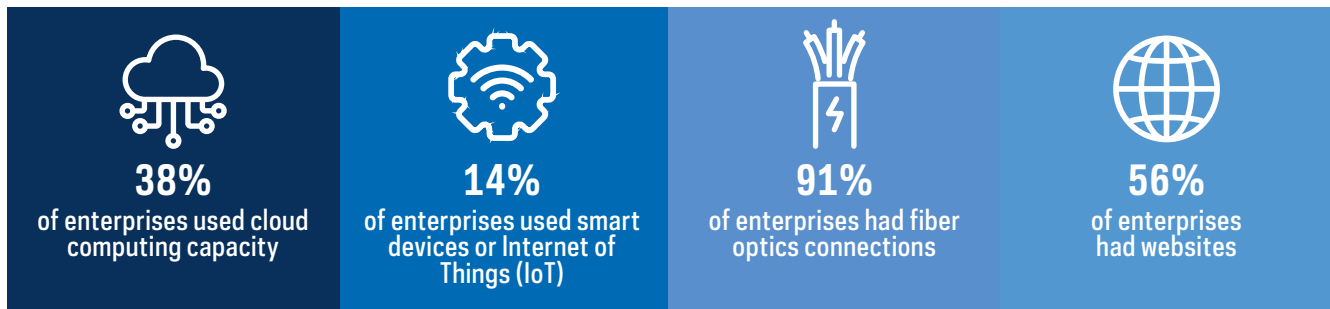 38%
of enterprises used cloud
computing capacity
14%
of enterprises used smart
devices or Internet of
Things (IoT)
91%
of enterprises had fiber
optics connections
56%
of enterprises
had websites